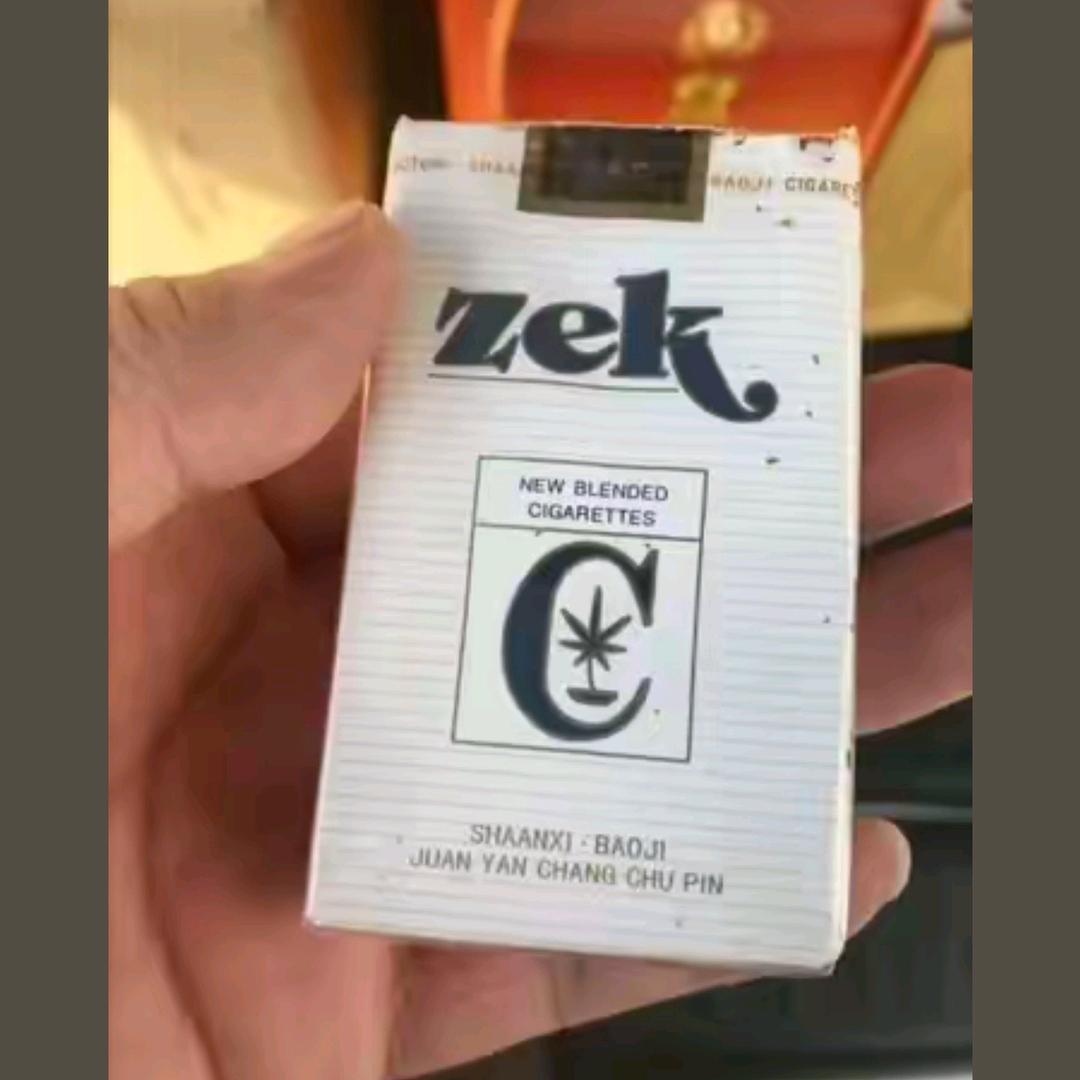 BAOJI CIGARE
zek
NEW BLENDED
CIGARETTES
C
SHAANXI · BAOJI
JUAN YAN CHANG CHU PIN